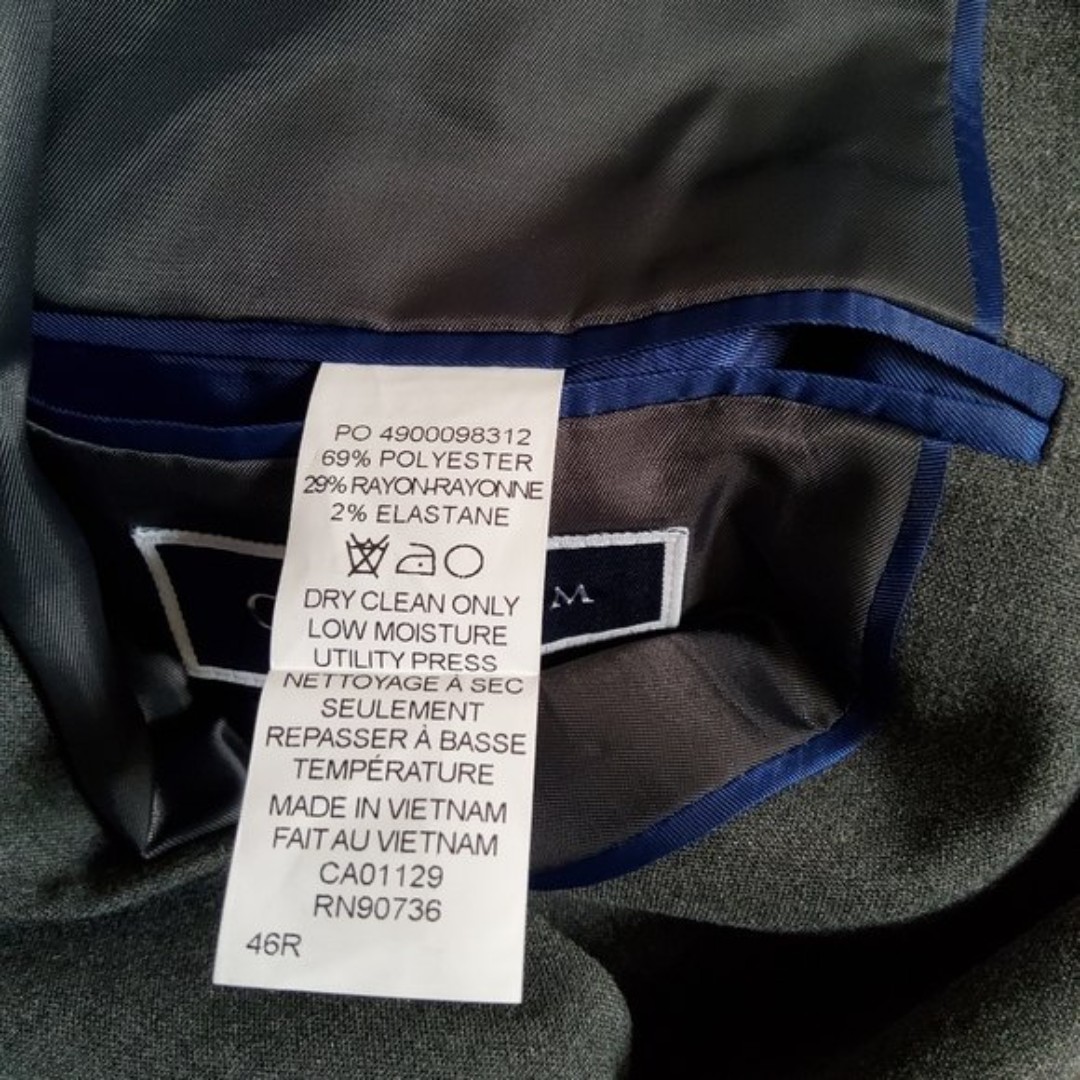 PO 4900098312
69% POLYESTER
29% RAYON-RAYONNE
2% ELASTANE
DRY CLEAN ONLY
LOW MOISTURE
UTILITY PRESS
NETTOYAGE À SEC
SEULEMENT
REPASSER À BASSE
TEMPÉRATURE
MADE IN VIETNAM
FAIT AU VIETNAM
CA01129
RN90736
46R